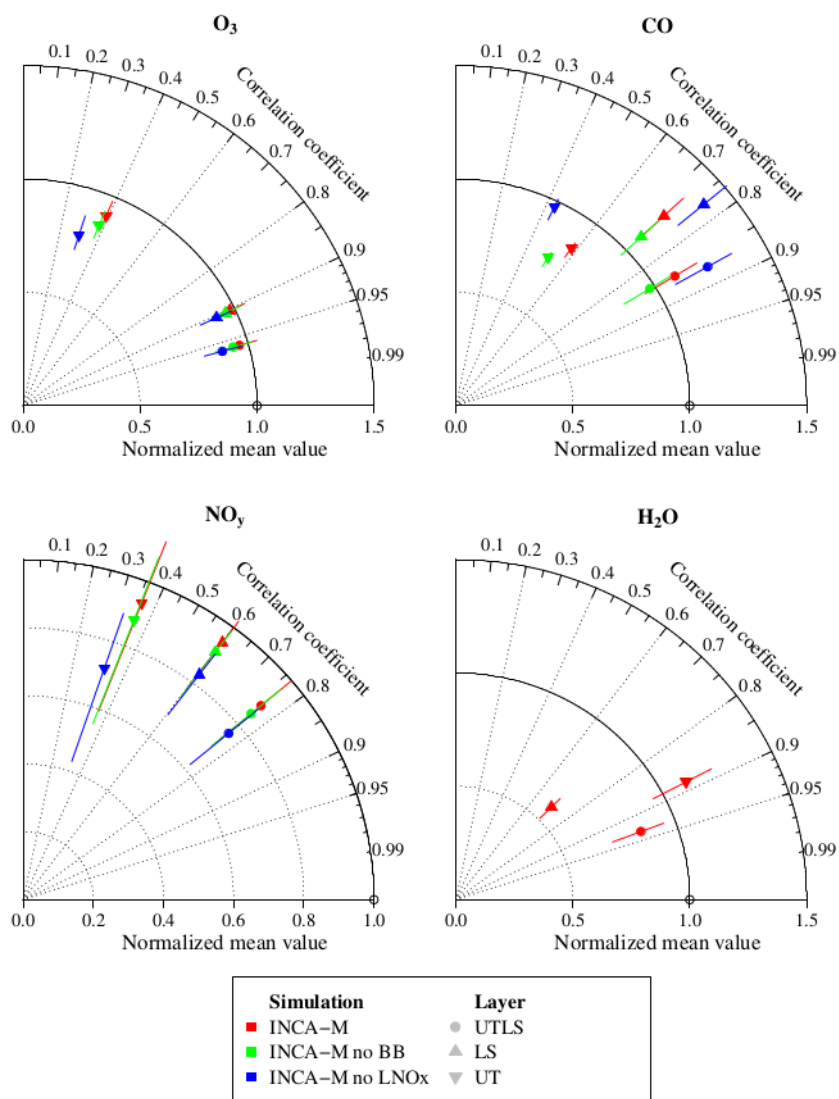 O3
CO
0.1 0.2 0.3 0.4 0.5 0.6 0.7 0.8 0.9 0.95 0.99
Correlation coefficient
0.0 0.5 1.0 1.5
Normalized mean value
0.1 0.2 0.3 0.4 0.5 0.6 0.7 0.8 0.9 0.95 0.99
Correlation coefficient
0.0 0.5 1.0 1.5
Normalized mean value
NOy
H2O
0.1 0.2 0.3 0.4 0.5 0.6 0.7 0.8 0.9 0.95 0.99
Correlation coefficient
0.0 0.2 0.4 0.6 0.8 1.0
Normalized mean value
0.1 0.2 0.3 0.4 0.5 0.6 0.7 0.8 0.9 0.95 0.99
Correlation coefficient
0.0 0.5 1.0 1.5
Normalized mean value
Simulation Layer
INCA−M UTLS
INCA−M no BB LS
INCA−M no LNOx UT